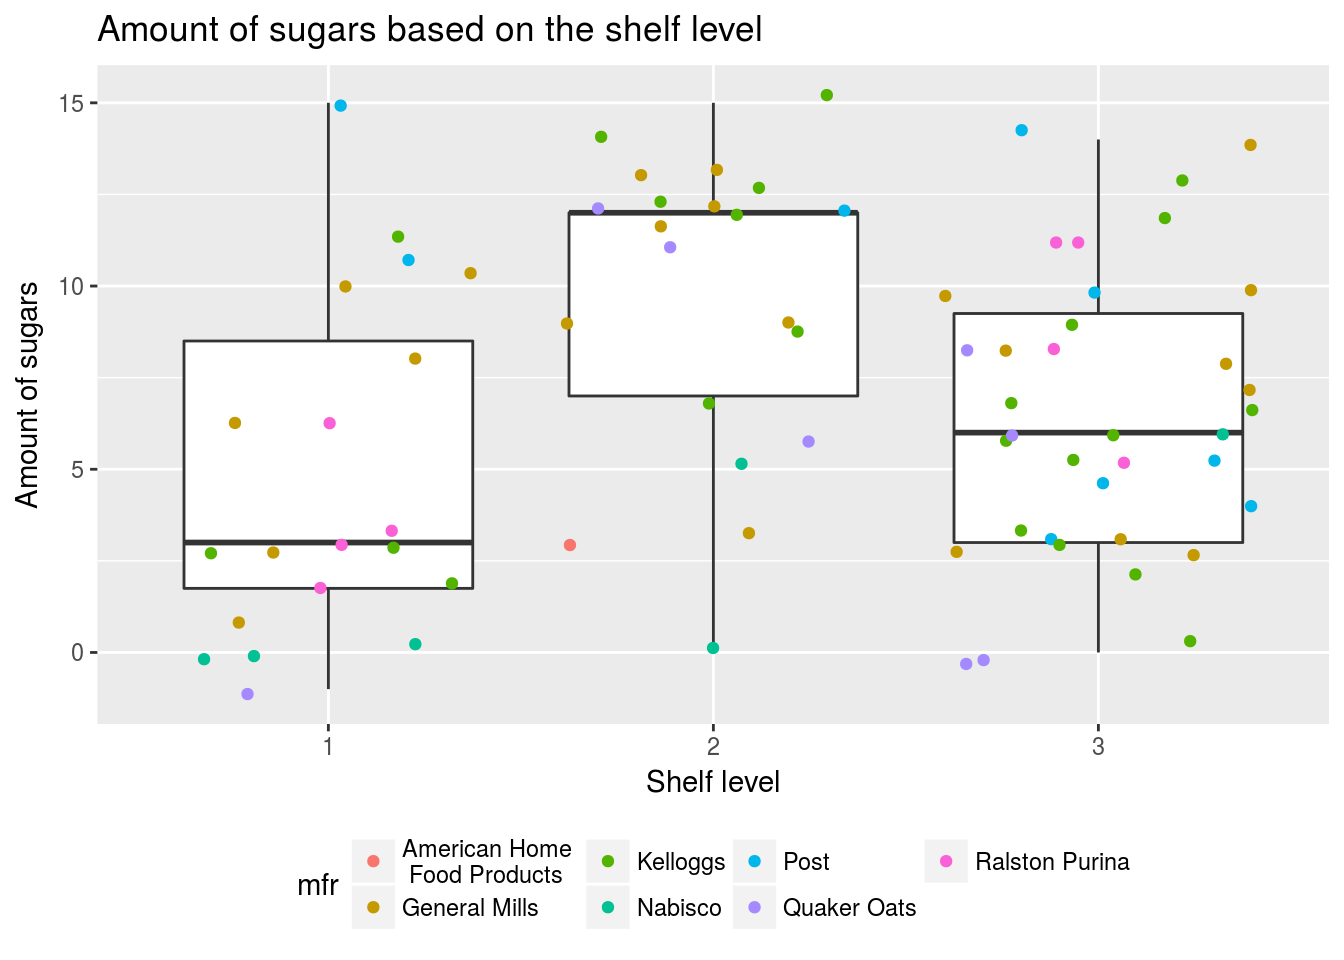 Amount of sugars based on the shelf level
Amount of sugars
15
10
5
0
1
2
3
Shelf level
mfr
American Home
Food Products
General Mills
Kelloggs
Nabisco
Post
Quaker Oats
Ralston Purina